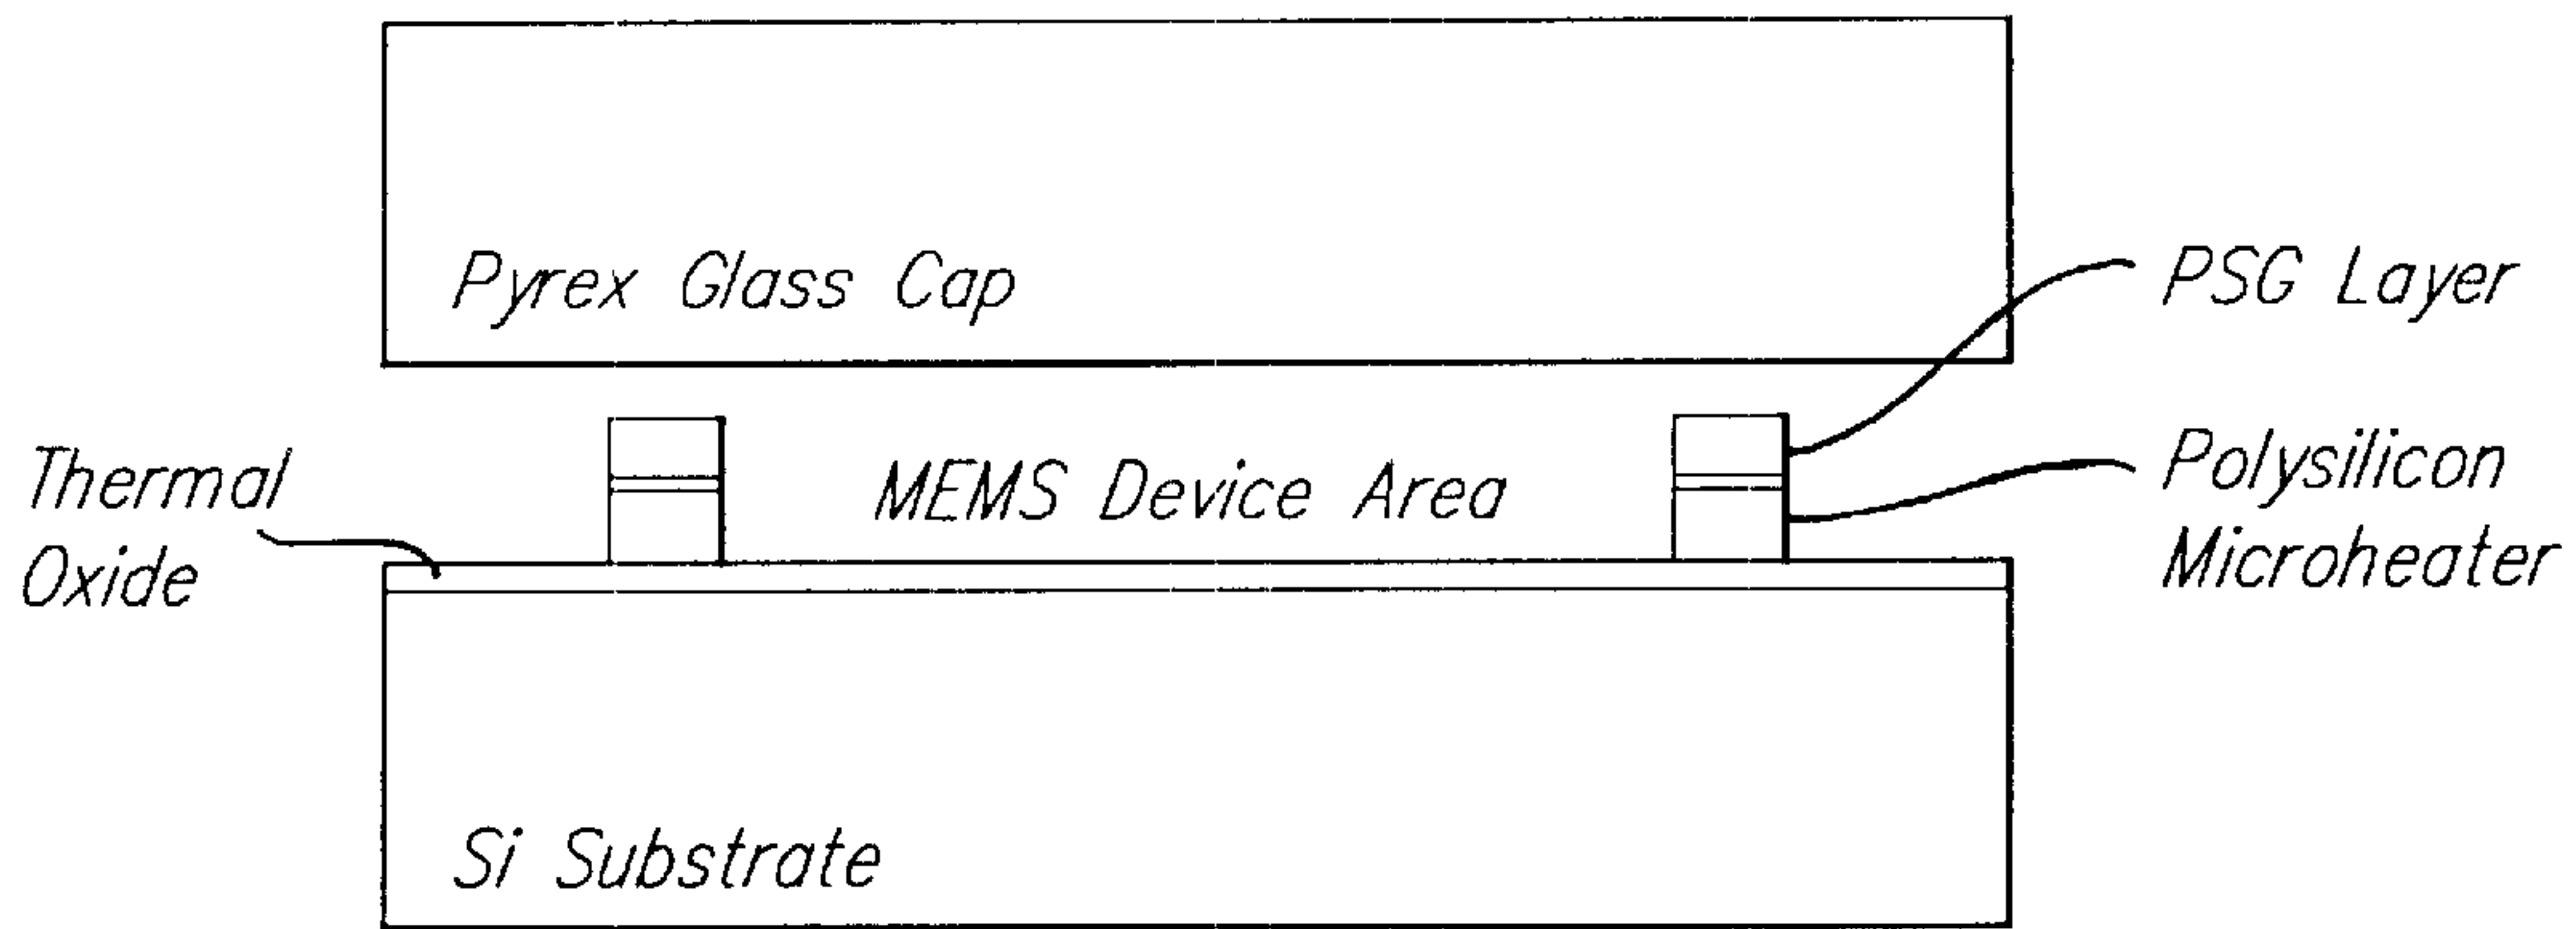 Pyrex Glass Cap
PSG Layer
Thermal
Oxide
MEMS Device Area
Polysilicon
Microheater
Si Substrate